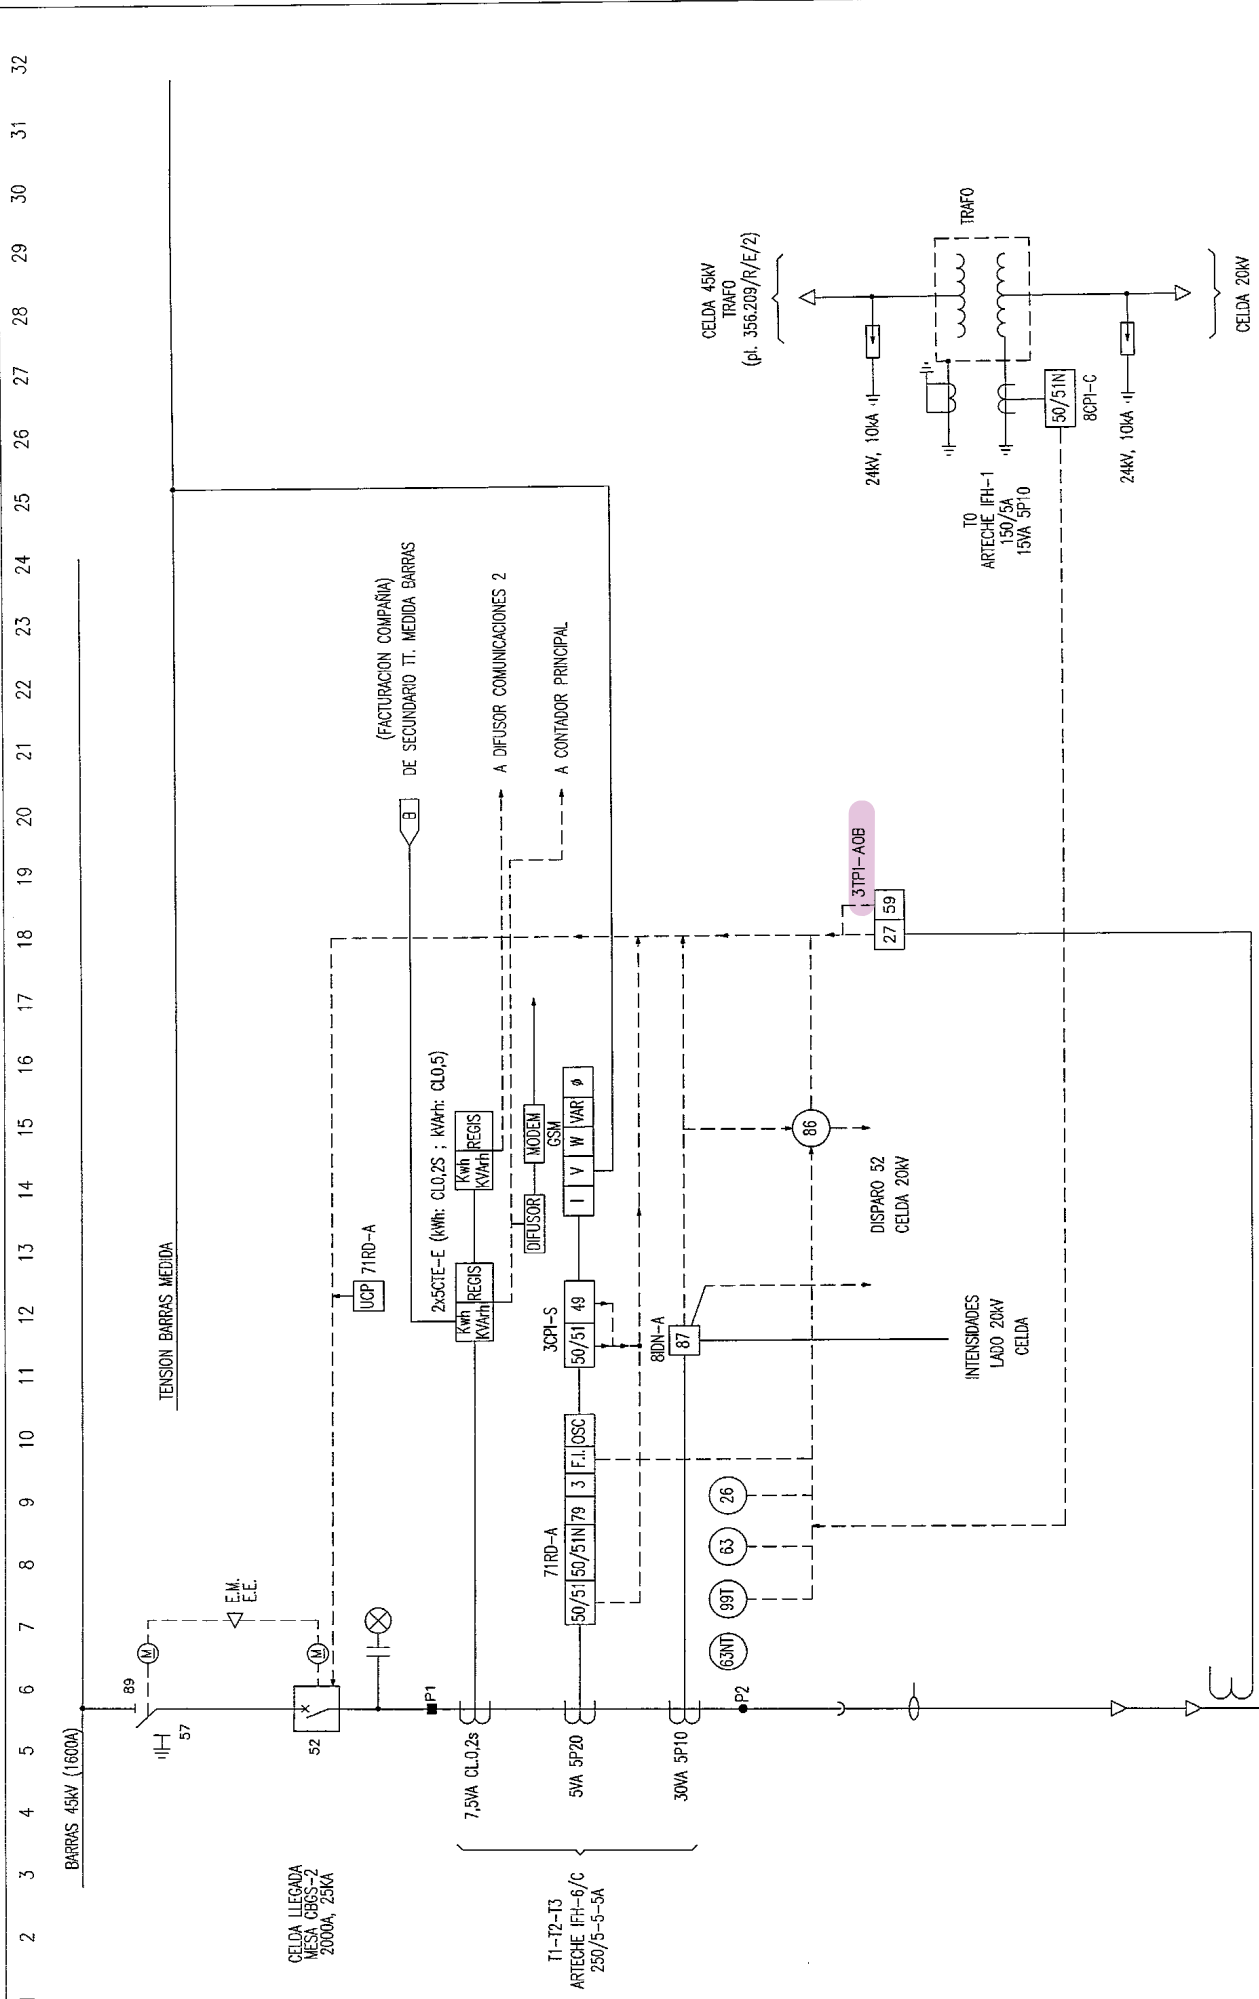 1
2
3
4
5
6
7
8
9
10
11
12
13
14
15
16
17
18
19
20
21
22
23
24
25
26
27
28
29
30
31
32
BARRAS 45kV (1600A)
TENSION BARRAS MEDIDA
89
57
M
E.M.
E.E.
M
52
CELDA LLEGADA
MESA CBGS-2
2000A, 25KA
UCP
71RD-A
P1
(FACTURACION COMPAÑIA)
DE SECUNDARIO TT. MEDIDA BARRAS
B
2x5CTE-E (kWh: CL0,2S ; kVArh: CL0,5)
7,5VA CL.0,2s
Kwh
KVArh
REGIS
Kwh
KVArh
REGIS
A DIFUSOR COMUNICACIONES 2
DIFUSOR
MODEM
GSM
A CONTADOR PRINCIPAL
T1-T2-T3
ARTECHE IFH-6/C
250/5-5-5A
5VA 5P20
71RD-A
50/51
50/51N
79
3
F.I.
OSC
3CPI-S
50/51
49
I
V
W
VAR
ø
30VA 5P10
8IDN-A
87
P2
63NT
99T
63
26
86
DISPARO 52
CELDA 20kV
INTENSIDADES
LADO 20kV
CELDA
3TPI-A0B
27
59
CELDA 45kV
TRAFO
(pl. 356.209/R/E/2)
24kV, 10kA
TRAFO
TO
ARTECHE IFH-1
150/5A
15VA 5P10
50/51N
8CPI-C
24kV, 10kA
CELDA 20kV